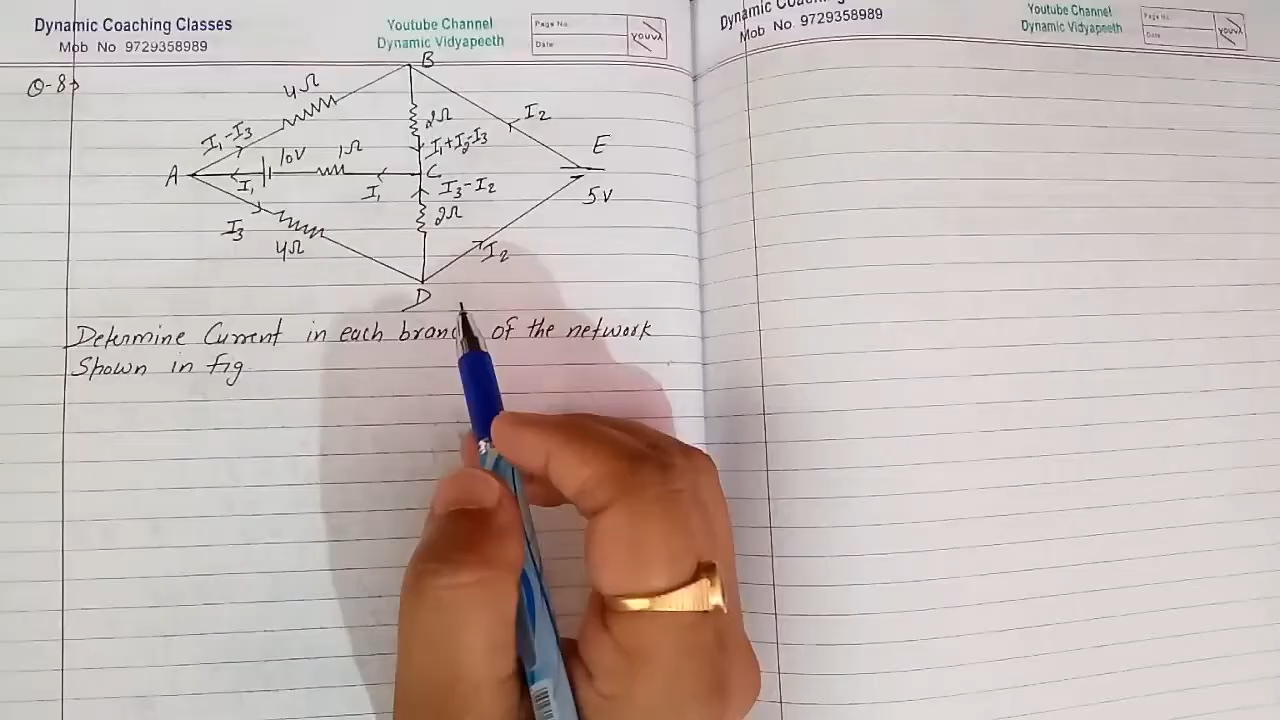 Dynamic Coaching Classes
Mob No 9729358989
Youtube Channel
Dynamic Vidyapeeth
Page No.
Date
youva
Dynamic
Mob. No. 9729358989
Youtube Channel
Dynamic Vidyapeeth
Page No.
Date
youva
Q-8
B
4Ω
2Ω
I₂
I₁-I₃
I₁+I₂-I₃
E
10V
1Ω
A
C
I₁
I₁
I₃-I₂
5V
I₃
2Ω
4Ω
I₂
D
Determine Current in each branc of the network
Shown in fig